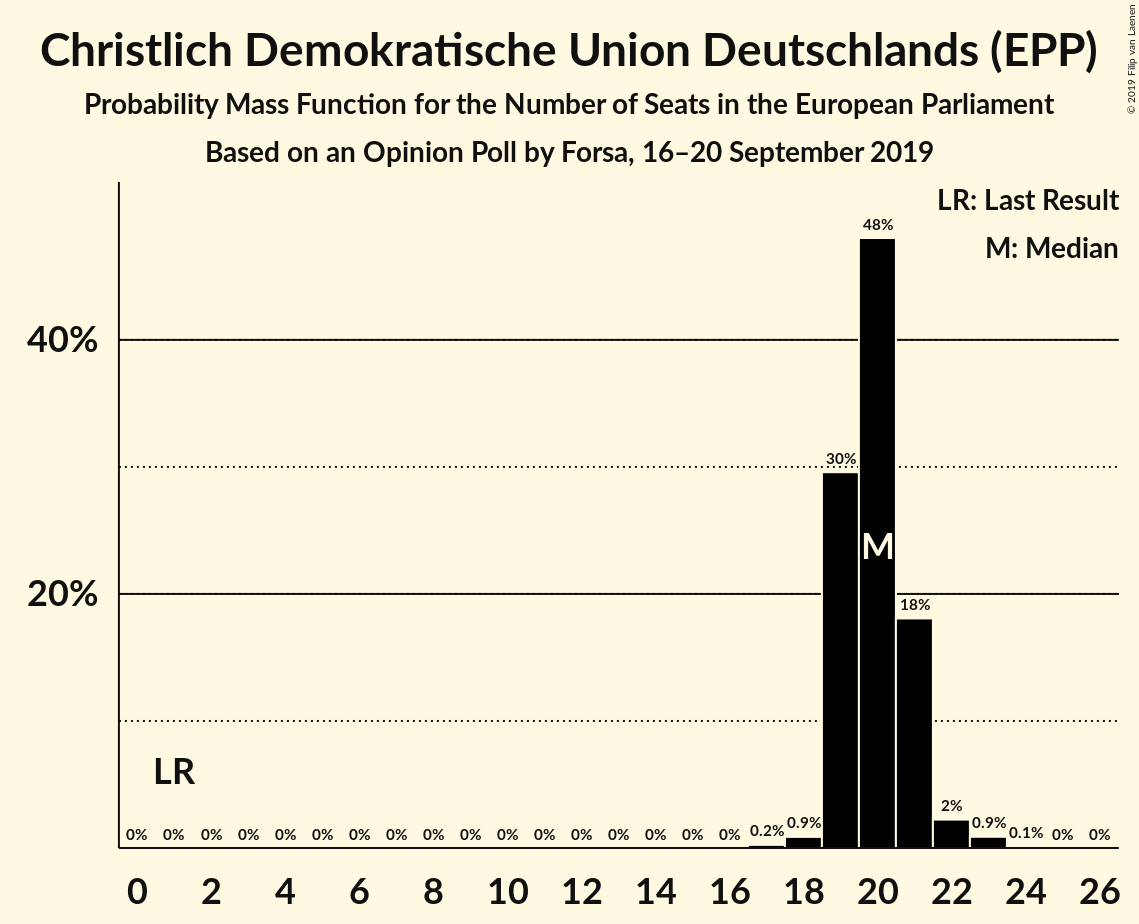 Christlich Demokratische Union Deutschlands (EPP)
Probability Mass Function for the Number of Seats in the European Parliament
Based on an Opinion Poll by Forsa, 16–20 September 2019
© 2019 Filip van Laenen
LR: Last Result
M: Median
48%
40%
30%
M
20%
18%
LR
0% 0% 0% 0% 0% 0% 0% 0% 0% 0% 0% 0% 0% 0% 0% 0% 0% 0.2% 0.9% 2% 0.9% 0.1% 0% 0%
0 2 4 6 8 10 12 14 16 18 20 22 24 26